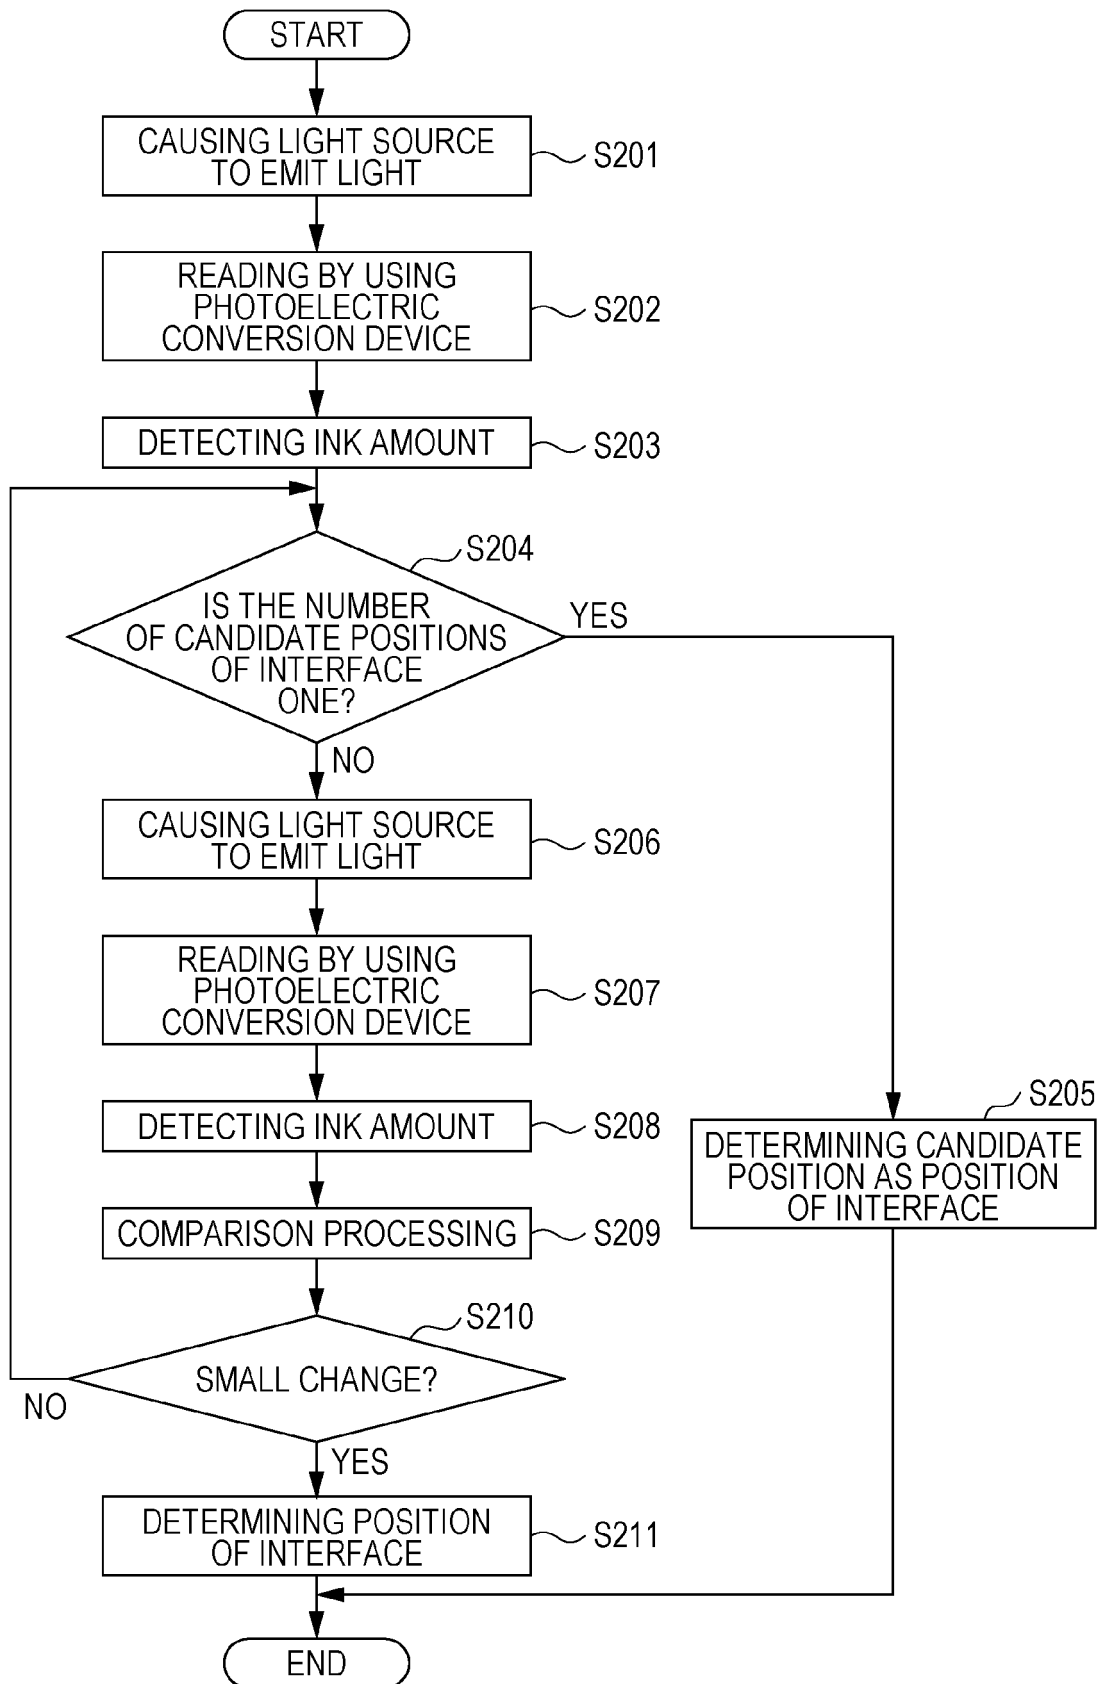 START
CAUSING LIGHT SOURCE
TO EMIT LIGHT
S201
READING BY USING
PHOTOELECTRIC
CONVERSION DEVICE
S202
DETECTING INK AMOUNT
S203
S204
IS THE NUMBER
OF CANDIDATE POSITIONS
OF INTERFACE
ONE?
YES
NO
CAUSING LIGHT SOURCE
TO EMIT LIGHT
S206
READING BY USING
PHOTOELECTRIC
CONVERSION DEVICE
S207
DETECTING INK AMOUNT
S208
S205
DETERMINING CANDIDATE
POSITION AS POSITION
OF INTERFACE
COMPARISON PROCESSING
S209
S210
SMALL CHANGE?
NO
YES
DETERMINING POSITION
OF INTERFACE
S211
END